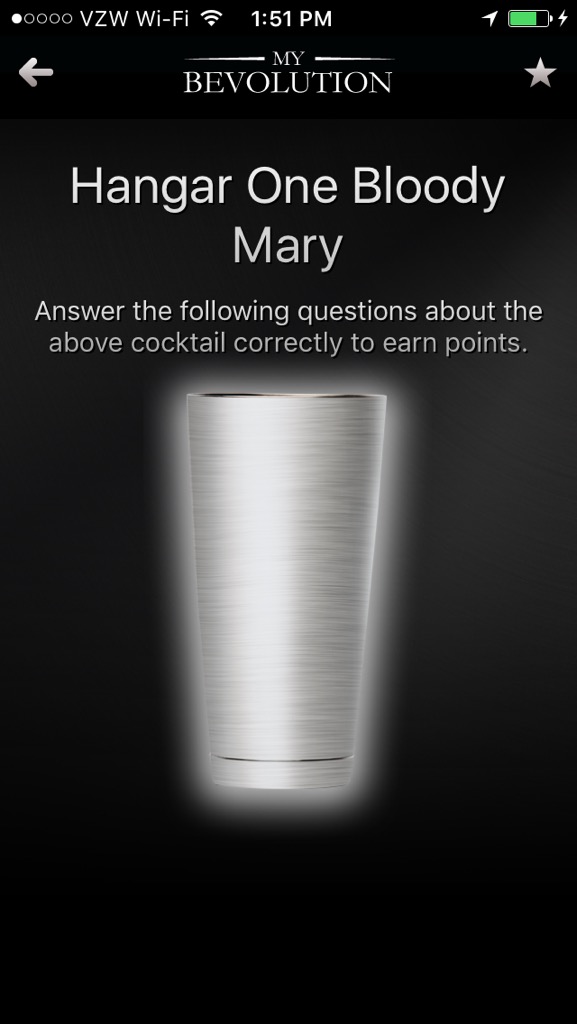 VZW Wi-Fi 1:51 PM
MY
BEVOLUTION
Hangar One Bloody
Mary
Answer the following questions about the
above cocktail correctly to earn points.